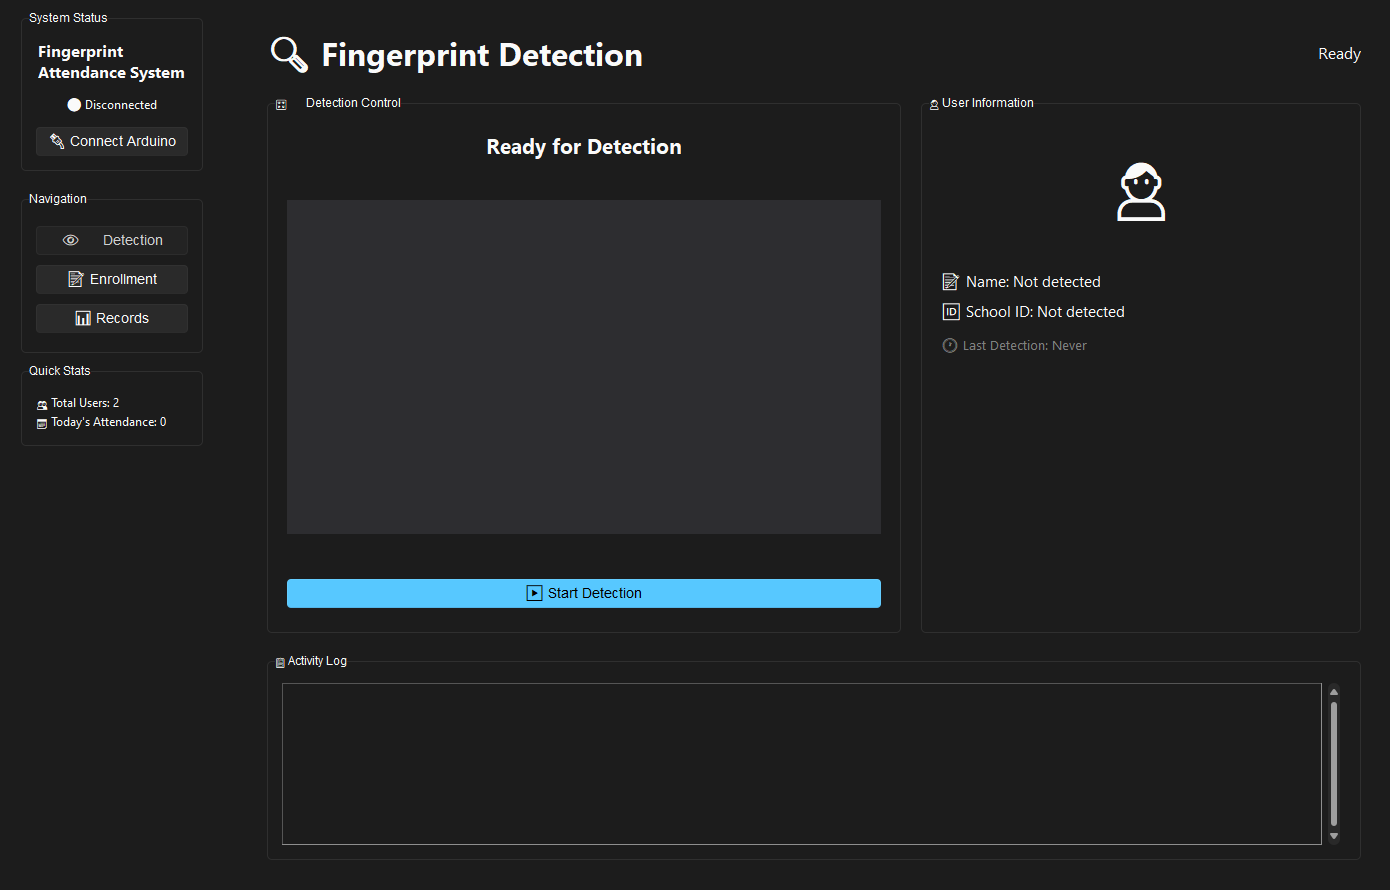 System Status
Fingerprint
Attendance System
Disconnected
Connect Arduino
Navigation
Detection
Enrollment
Records
Quick Stats
Total Users: 2
Today's Attendance: 0
Fingerprint Detection
Ready
Detection Control
Ready for Detection
Start Detection
User Information
Name: Not detected
ID School ID: Not detected
Last Detection: Never
Activity Log